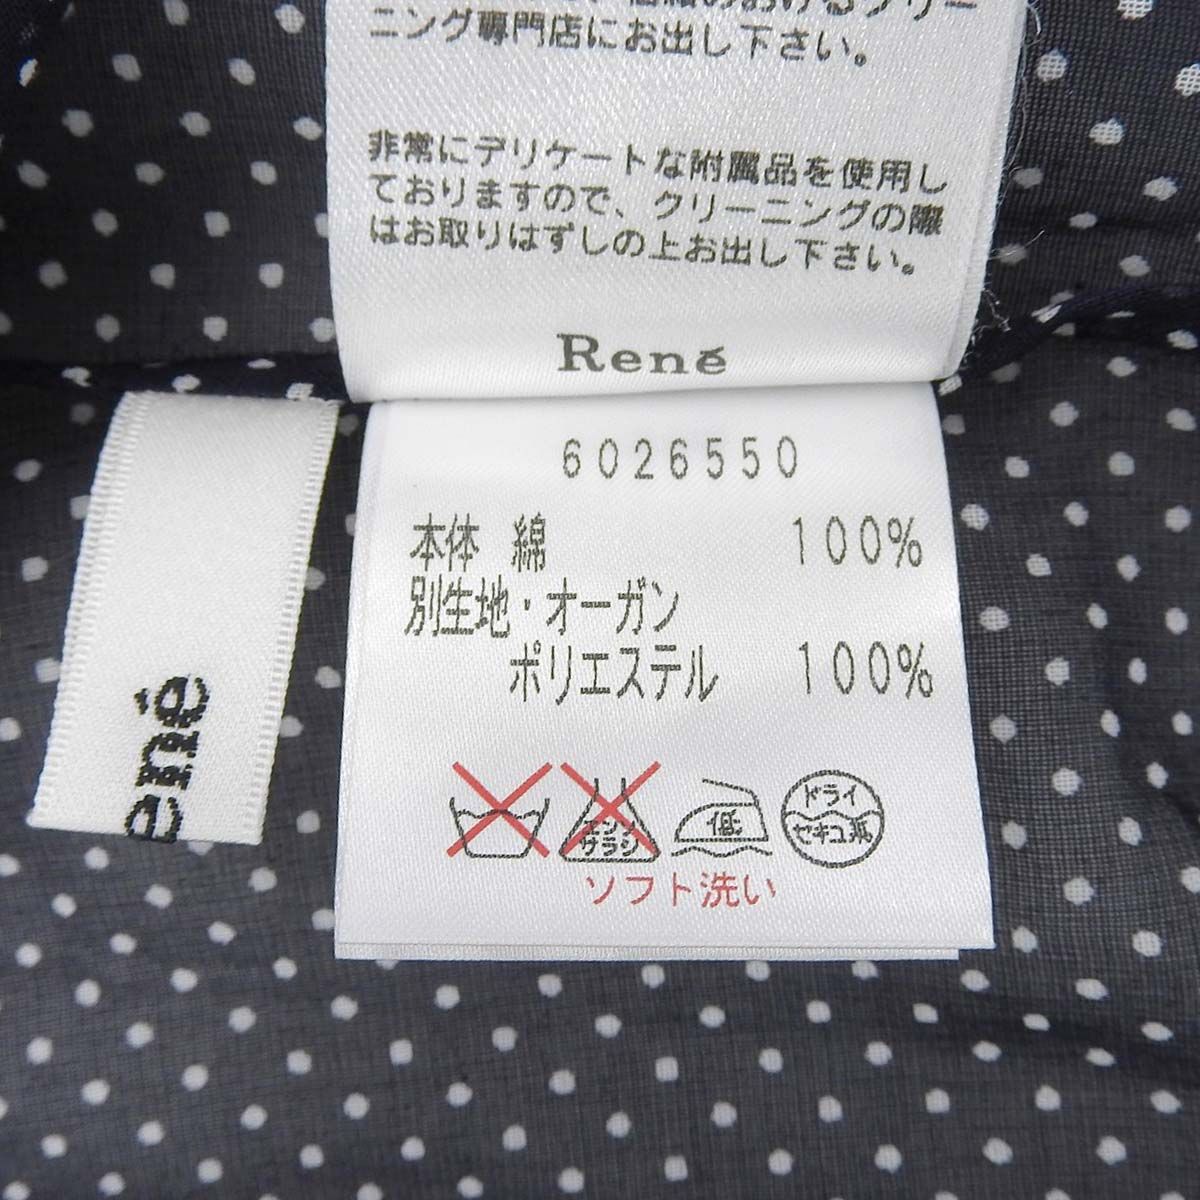 ニング専門店にお出し下さい。
非常にデリケートな附属品を使用し
ておりますので、クリーニングの際
はお取りはずしの上お出し下さい。
René
6026550
本体 綿 100%
別生地・オーガン
ポリエステル 100%
エンソ
サラシ
低
ドライ
セキユ系
ソフト洗い
ené